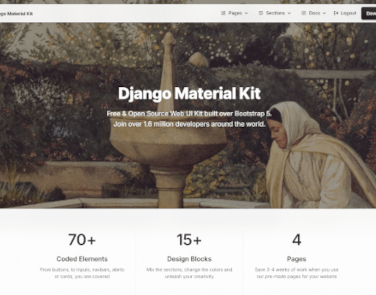 Material Kit
Pages
Sections
Docs
Logout
Django Material Kit
Free & Open Source Web UI Kit built over Bootstrap 5.
Join over 1.6 million developers around the world.
70+
Coded Elements
From buttons, to inputs, navbars, alerts
or cards, you are covered
15+
Design Blocks
Mix the sections, change the colors and
unleash your creativity
4
Pages
Save 3-4 weeks of work when you use
our pre-made pages for your website